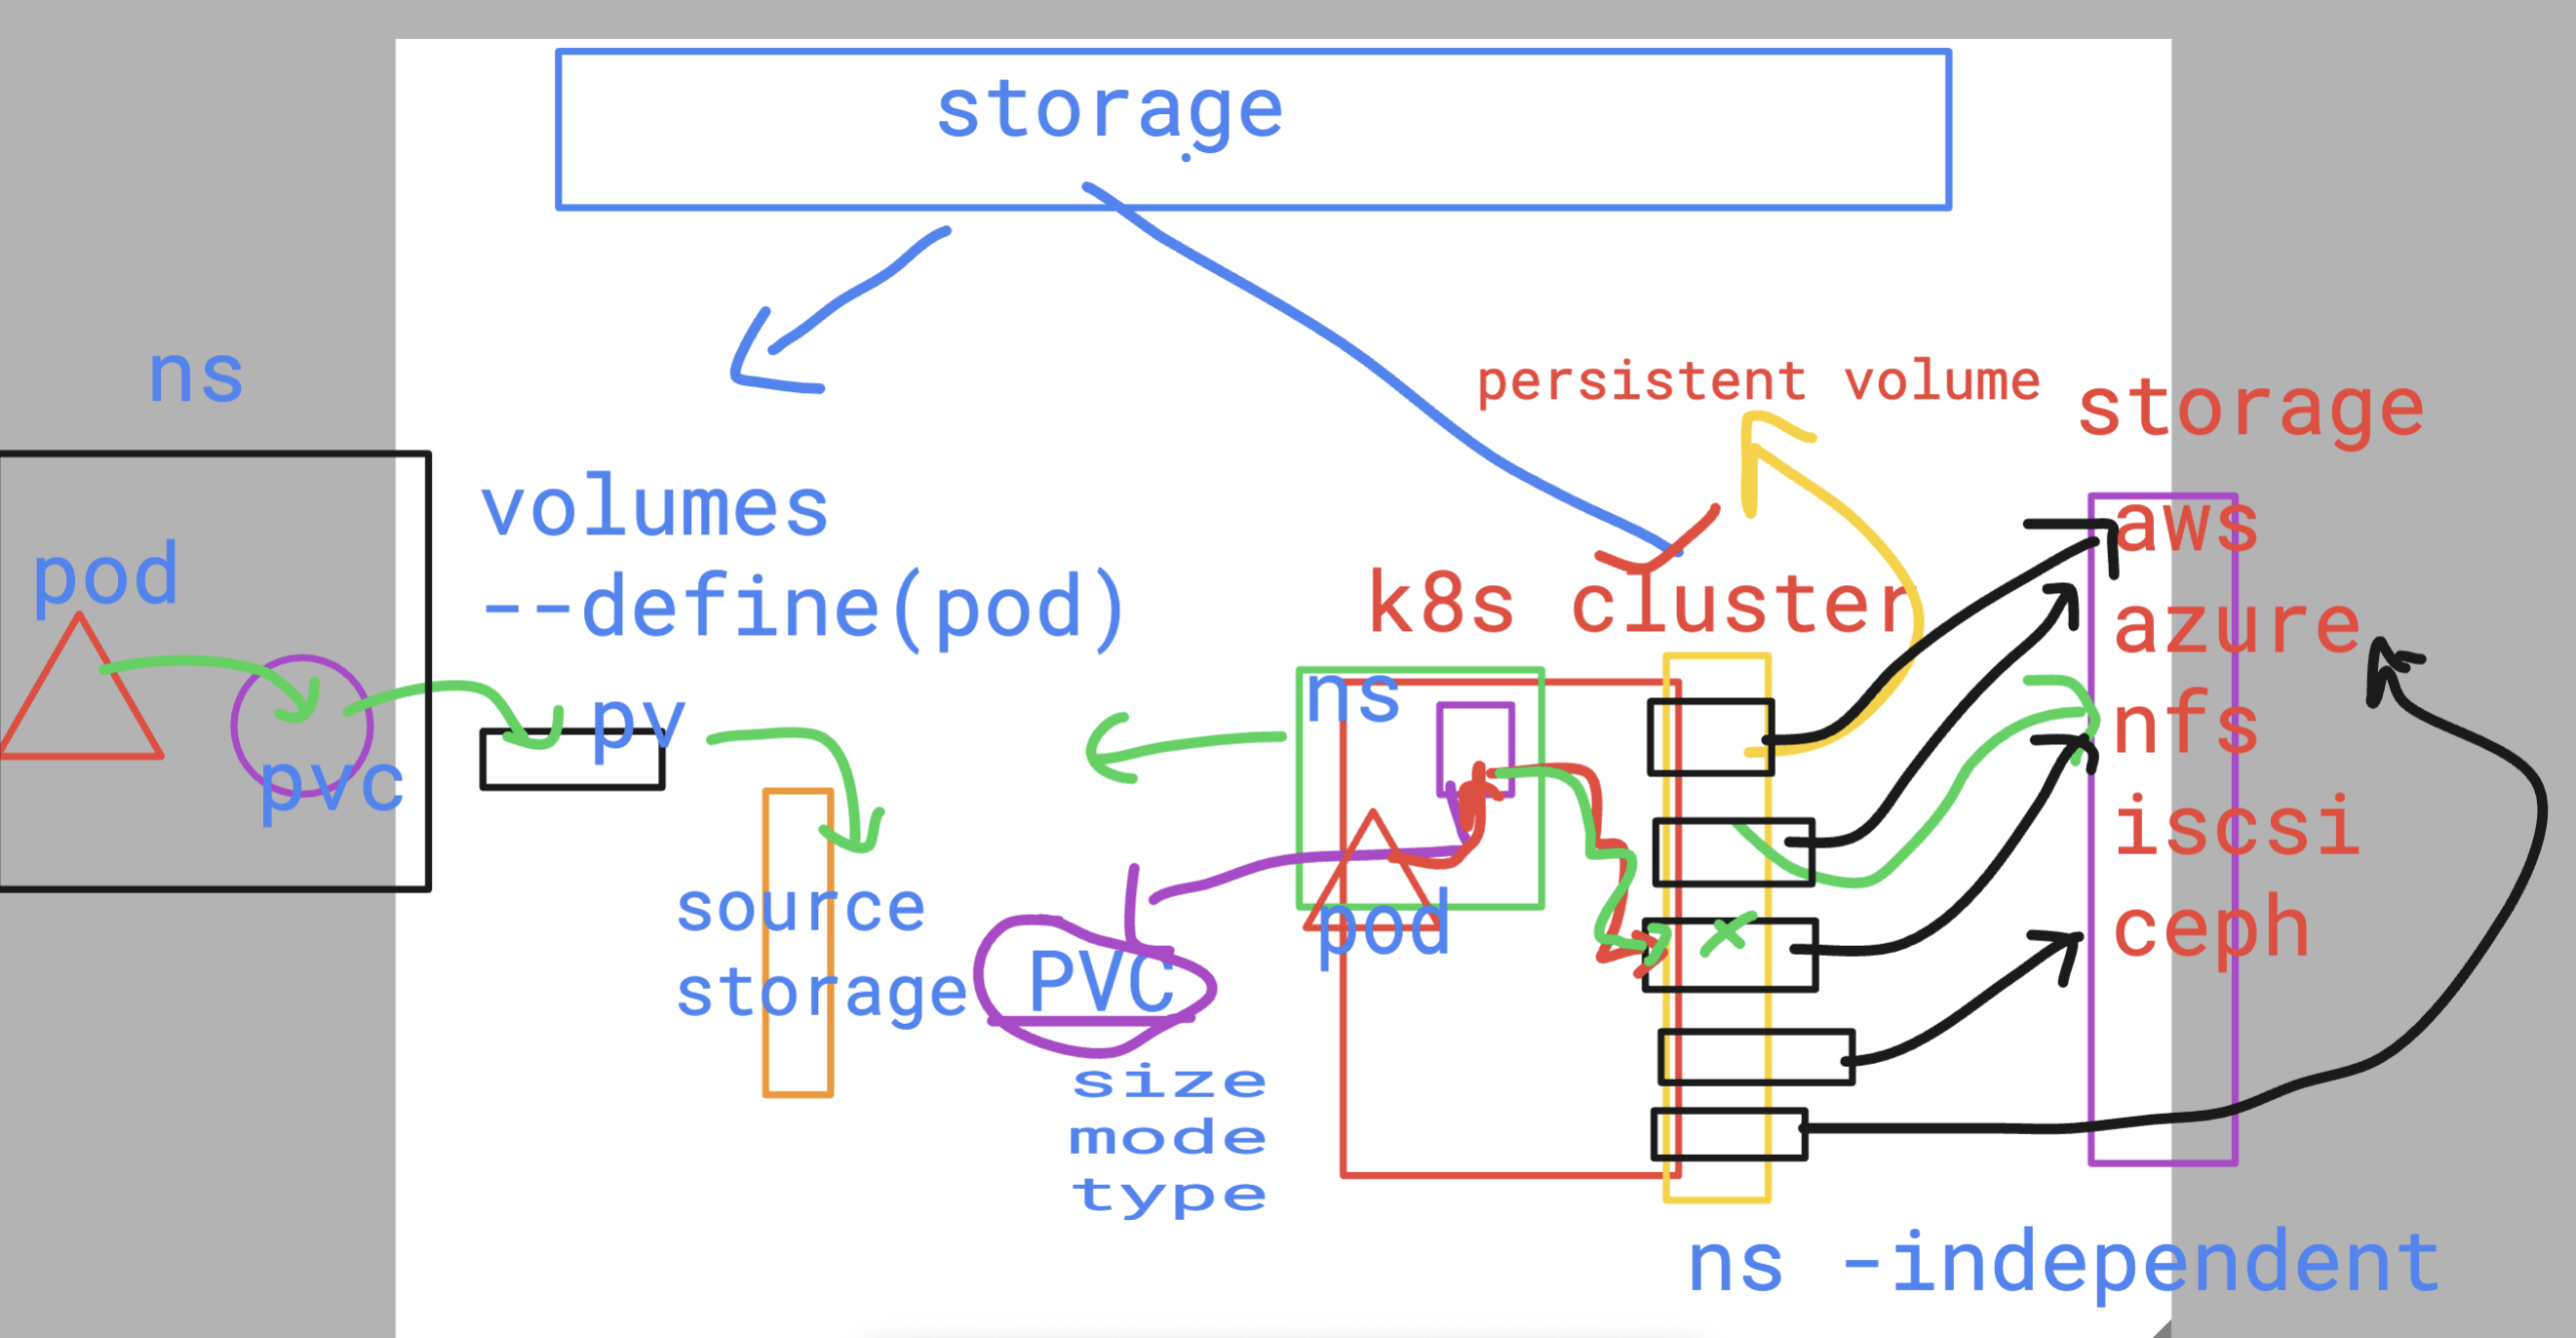 storage
ns
pod
pvc
volumes
--define(pod)
pv
source
storage
PVC
size
mode
type
persistent volume
k8s cluster
ns
pod
storage
aws
azure
nfs
iscsi
ceph
ns -independent